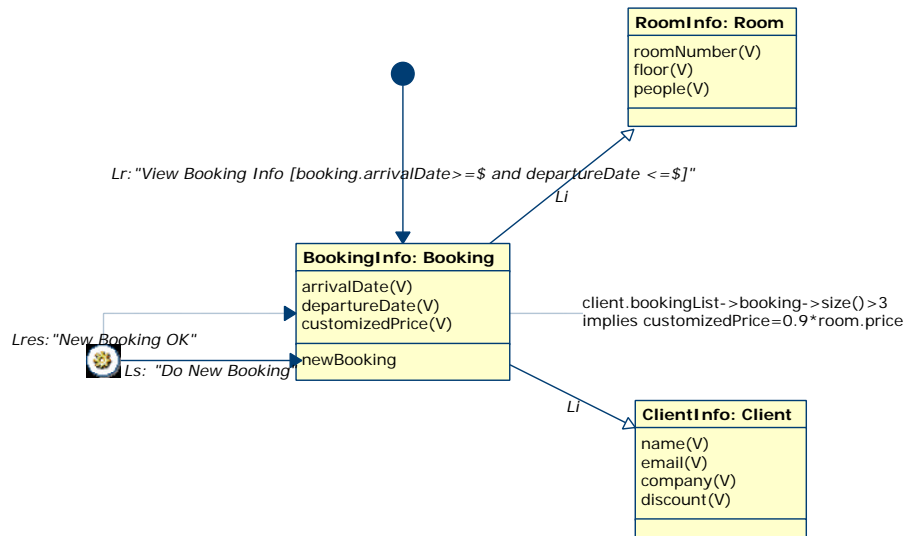 RoomInfo: Room
roomNumber(V)
floor(V)
people(V)
Lr:"View Booking Info [booking.arrivalDate>=$ and departureDate <=$]"
Li
BookingInfo: Booking
arrivalDate(V)
departureDate(V)
customizedPrice(V)
client.bookingList->booking->size()>3
implies customizedPrice=0.9*room.price
Lres:"New Booking OK"
newBooking
Ls: "Do New Booking
Li
ClientInfo: Client
name(V)
email(V)
company(V)
discount(V)